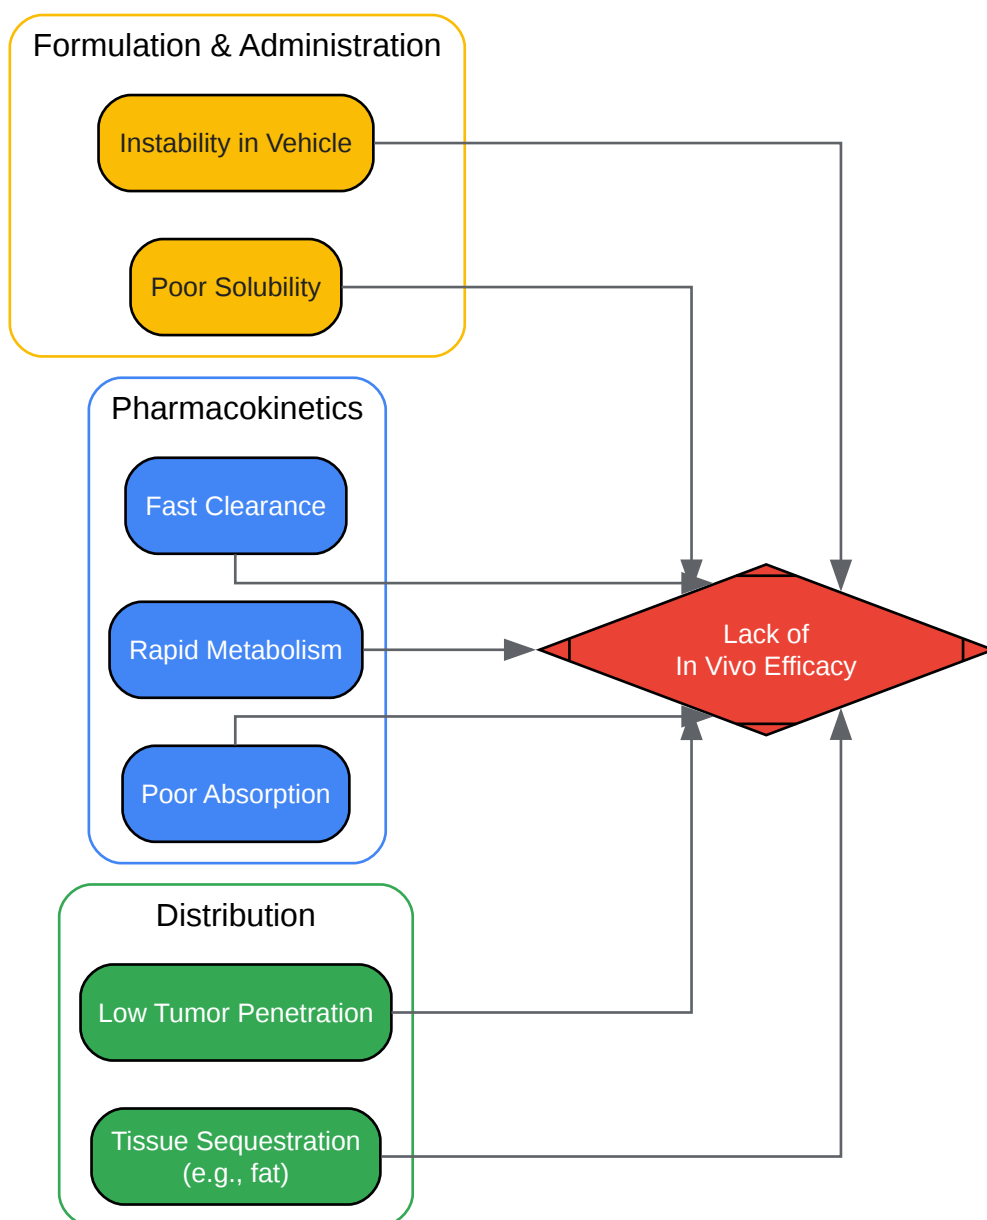 Formulation & Administration
Instability in Vehicle
Poor Solubility
Pharmacokinetics
Fast Clearance
Rapid Metabolism
Poor Absorption
Lack of
In Vivo Efficacy
Distribution
Low Tumor Penetration
Tissue Sequestration
(e.g., fat)